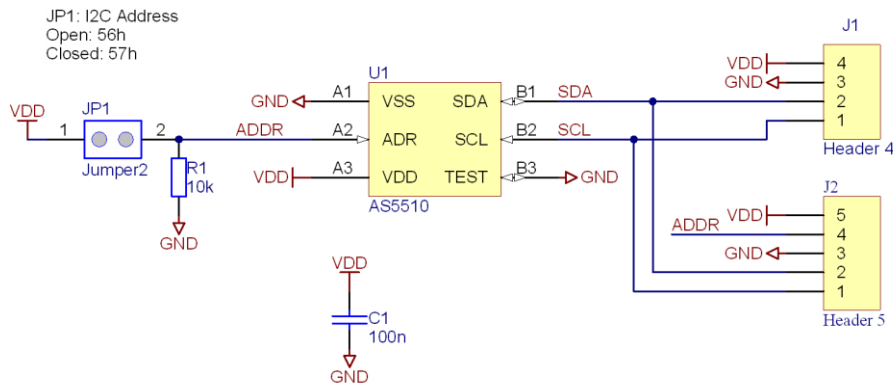 JP1: I2C Address
Open: 56h
Closed: 57h
VDD
JP1
1
2
Jumper2
R1
10k
GND
ADDR
U1
GND
A1
VSS
SDA
B1
SDA
A2
ADR
SCL
B2
SCL
VDD
A3
VDD
TEST
B3
GND
AS5510
VDD
C1
100n
GND
J1
VDD
4
GND
3
2
1
Header 4
J2
VDD
5
ADDR
4
GND
3
2
1
Header 5